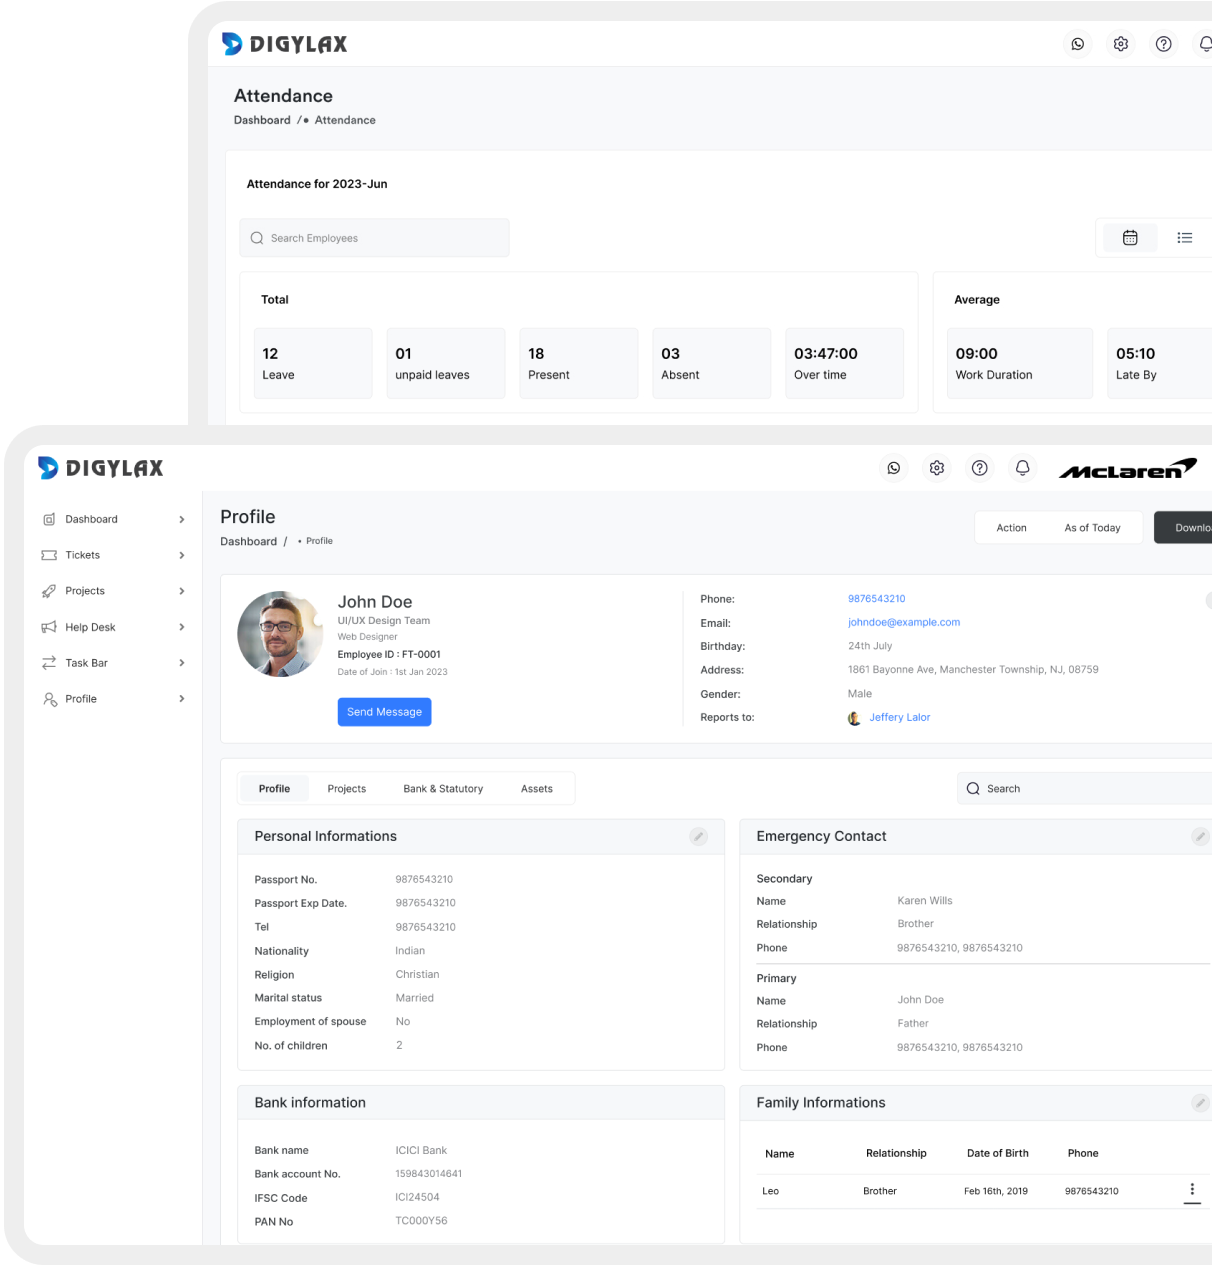 DIGYLAX
Attendance
Dashboard / • Attendance
Attendance for 2023-Jun
Search Employees
Total
Average
12
Leave
01
unpaid leaves
18
Present
03
Absent
03:47:00
Over time
09:00
Work Duration
05:10
Late By
DIGYLAX
McLaren
Dashboard
Tickets
Projects
Help Desk
Task Bar
Profile
Profile
Dashboard / • Profile
Action
As of Today
Downlo
John Doe
UI/UX Design Team
Web Designer
Employee ID : FT-0001
Date of Join : 1st Jan 2023
Send Message
Phone: 9876543210
Email: johndoe@example.com
Birthday: 24th July
Address: 1861 Bayonne Ave, Manchester Township, NJ, 08759
Gender: Male
Reports to: Jeffery Lalor
Profile Projects Bank & Statutory Assets
Search
Personal Informations
Passport No. 9876543210
Passport Exp Date. 9876543210
Tel 9876543210
Nationality Indian
Religion Christian
Marital status Married
Employment of spouse No
No. of children 2
Emergency Contact
Secondary
Name Karen Wills
Relationship Brother
Phone 9876543210, 9876543210
Primary
Name John Doe
Relationship Father
Phone 9876543210, 9876543210
Bank information
Bank name ICICI Bank
Bank account No. 159843014641
IFSC Code ICI24504
PAN No TC000Y56
Family Informations
Name Relationship Date of Birth Phone
Leo Brother Feb 16th, 2019 9876543210